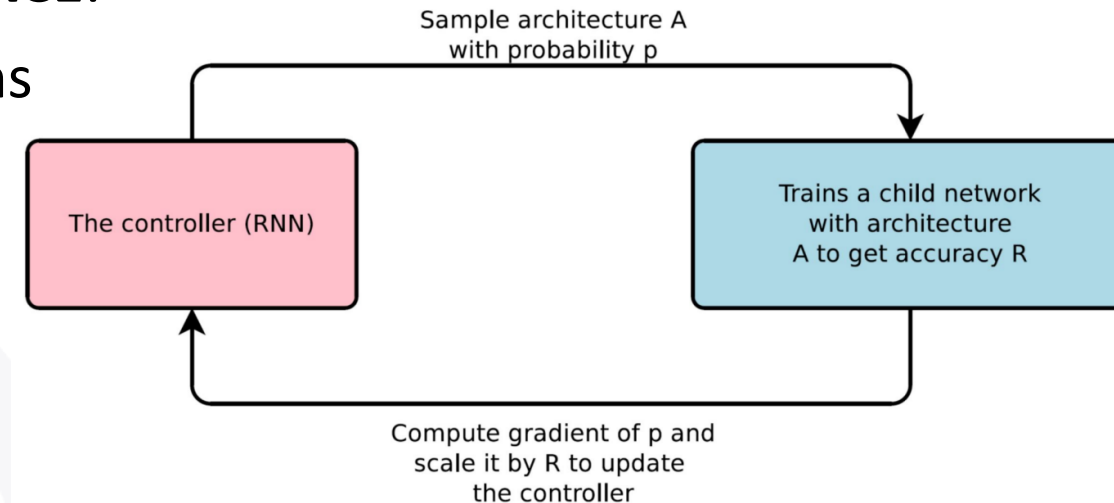 Sample architecture A
with probability p
The controller (RNN)
Trains a child network
with architecture
A to get accuracy R
Compute gradient of p and
scale it by R to update
the controller